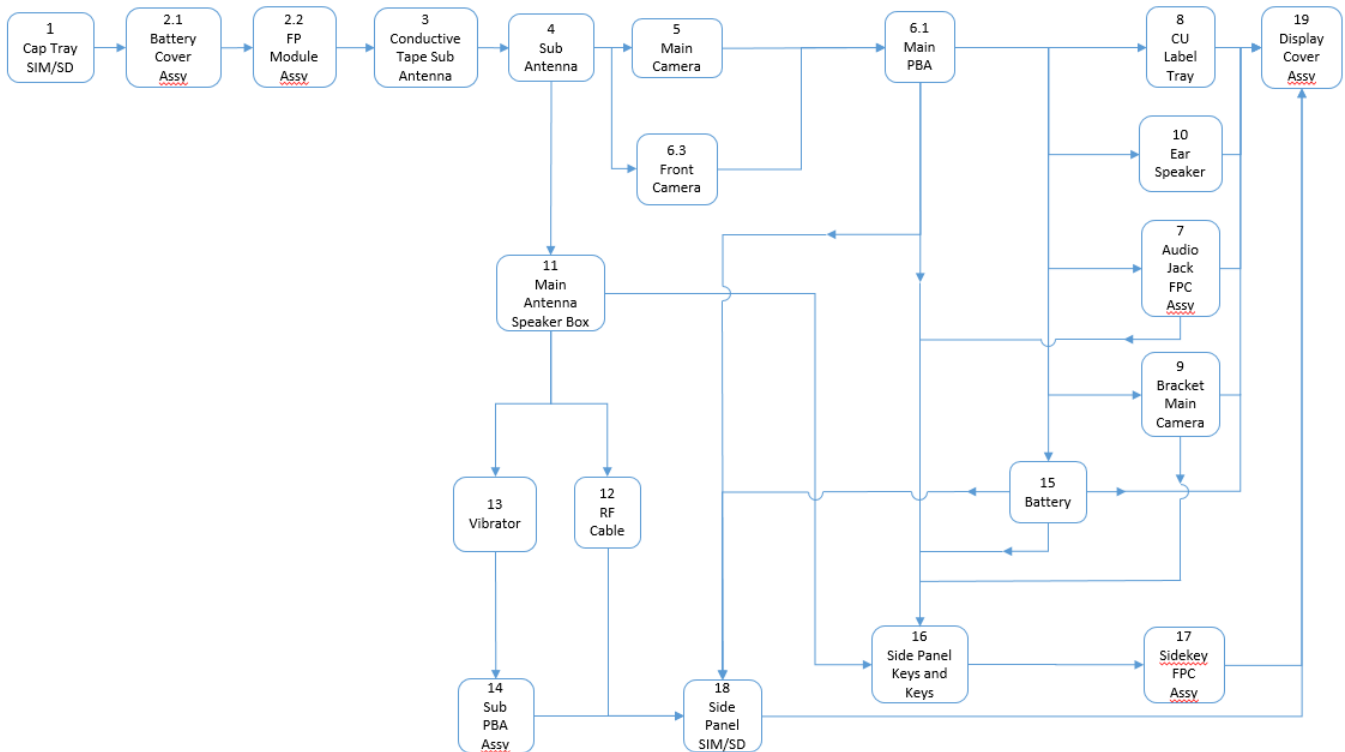 1
Cap Tray
SIM/SD
2.1
Battery
Cover
Assy
2.2
FP
Module
Assy
3
Conductive
Tape Sub
Antenna
4
Sub
Antenna
5
Main
Camera
6.1
Main
PBA
8
CU
Label
Tray
19
Display
Cover
Assy
6.3
Front
Camera
10
Ear
Speaker
7
Audio
Jack
FPC
Assy
11
Main
Antenna
Speaker Box
9
Bracket
Main
Camera
15
Battery
13
Vibrator
12
RF
Cable
16
Side Panel
Keys and
Keys
17
Sidekey
FPC
Assy
14
Sub
PBA
Assy
18
Side
Panel
SIM/SD